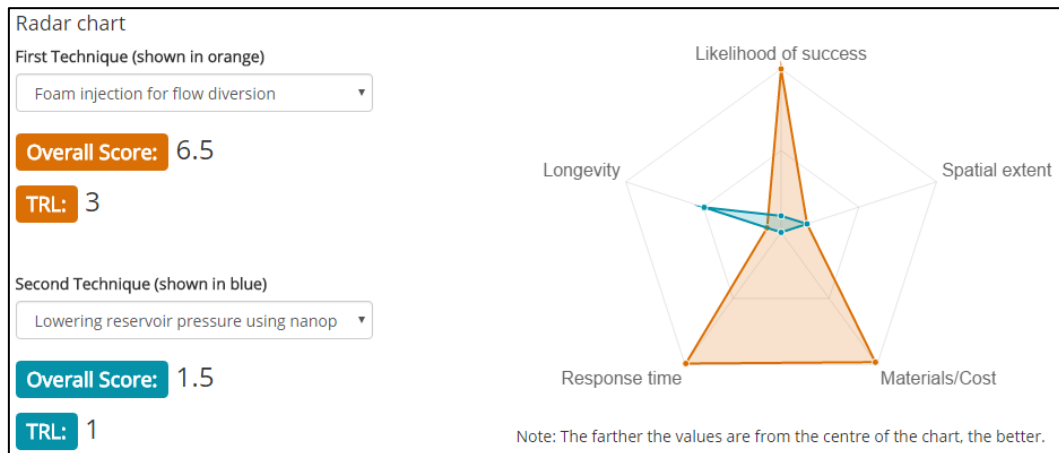 Radar chart
First Technique (shown in orange)
Foam injection for flow diversion
Overall Score: 6.5
TRL: 3
Second Technique (shown in blue)
Lowering reservoir pressure using nanop
Overall Score: 1.5
TRL: 1
Likelihood of success
Longevity
Spatial extent
Response time
Materials/Cost
Note: The farther the values are from the centre of the chart, the better.